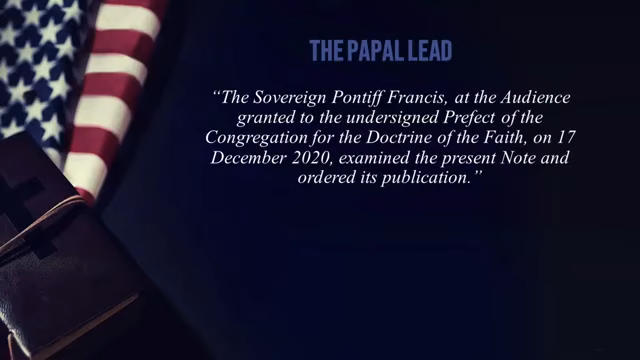 THE PAPAL LEAD
“The Sovereign Pontiff Francis, at the Audience
granted to the undersigned Prefect of the
Congregation for the Doctrine of the Faith, on 17
December 2020, examined the present Note and
ordered its publication.”